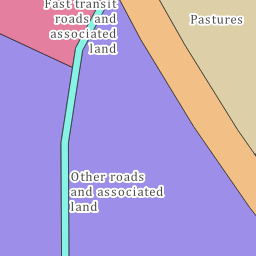 Fast transit
roads and
associated
land
Pastures
Other roads
and associated
land